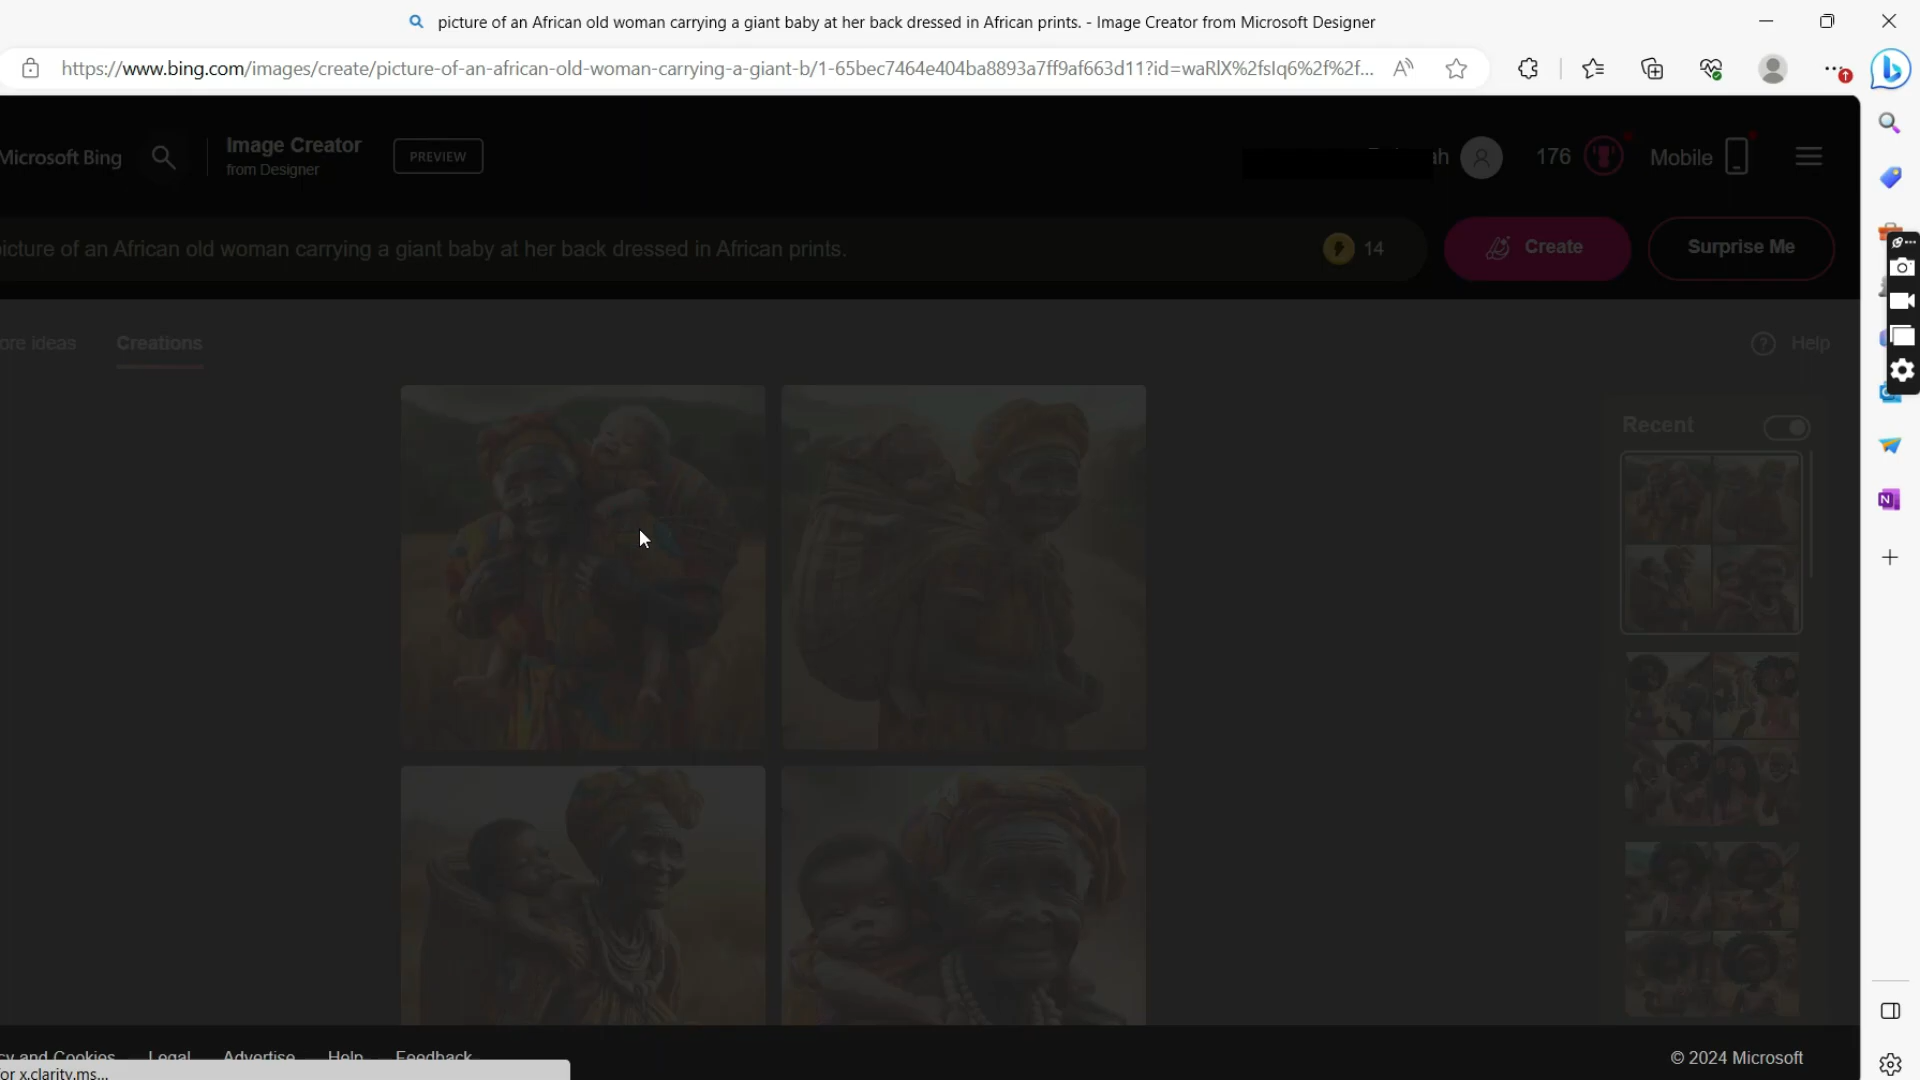 picture of an African old woman carrying a giant baby at her back dressed in African prints. - Image Creator from Microsoft Designer
https://www.bing.com/images/create/picture-of-an-african-old-woman-carrying-a-giant-b/1-65bec7464e404ba8893a7ff9af663d11?id=waRlX%2fslq6%2f%2f...
Microsoft Bing
Image Creator
from Designer
PREVIEW
176
Mobile
icture of an African old woman carrying a giant baby at her back dressed in African prints.
14
Create
Surprise Me
ore ideas
Creations
Help
Recent
cy and Cookies Legal Advertise Help Feedback
© 2024 Microsoft
or x.clarity.ms...